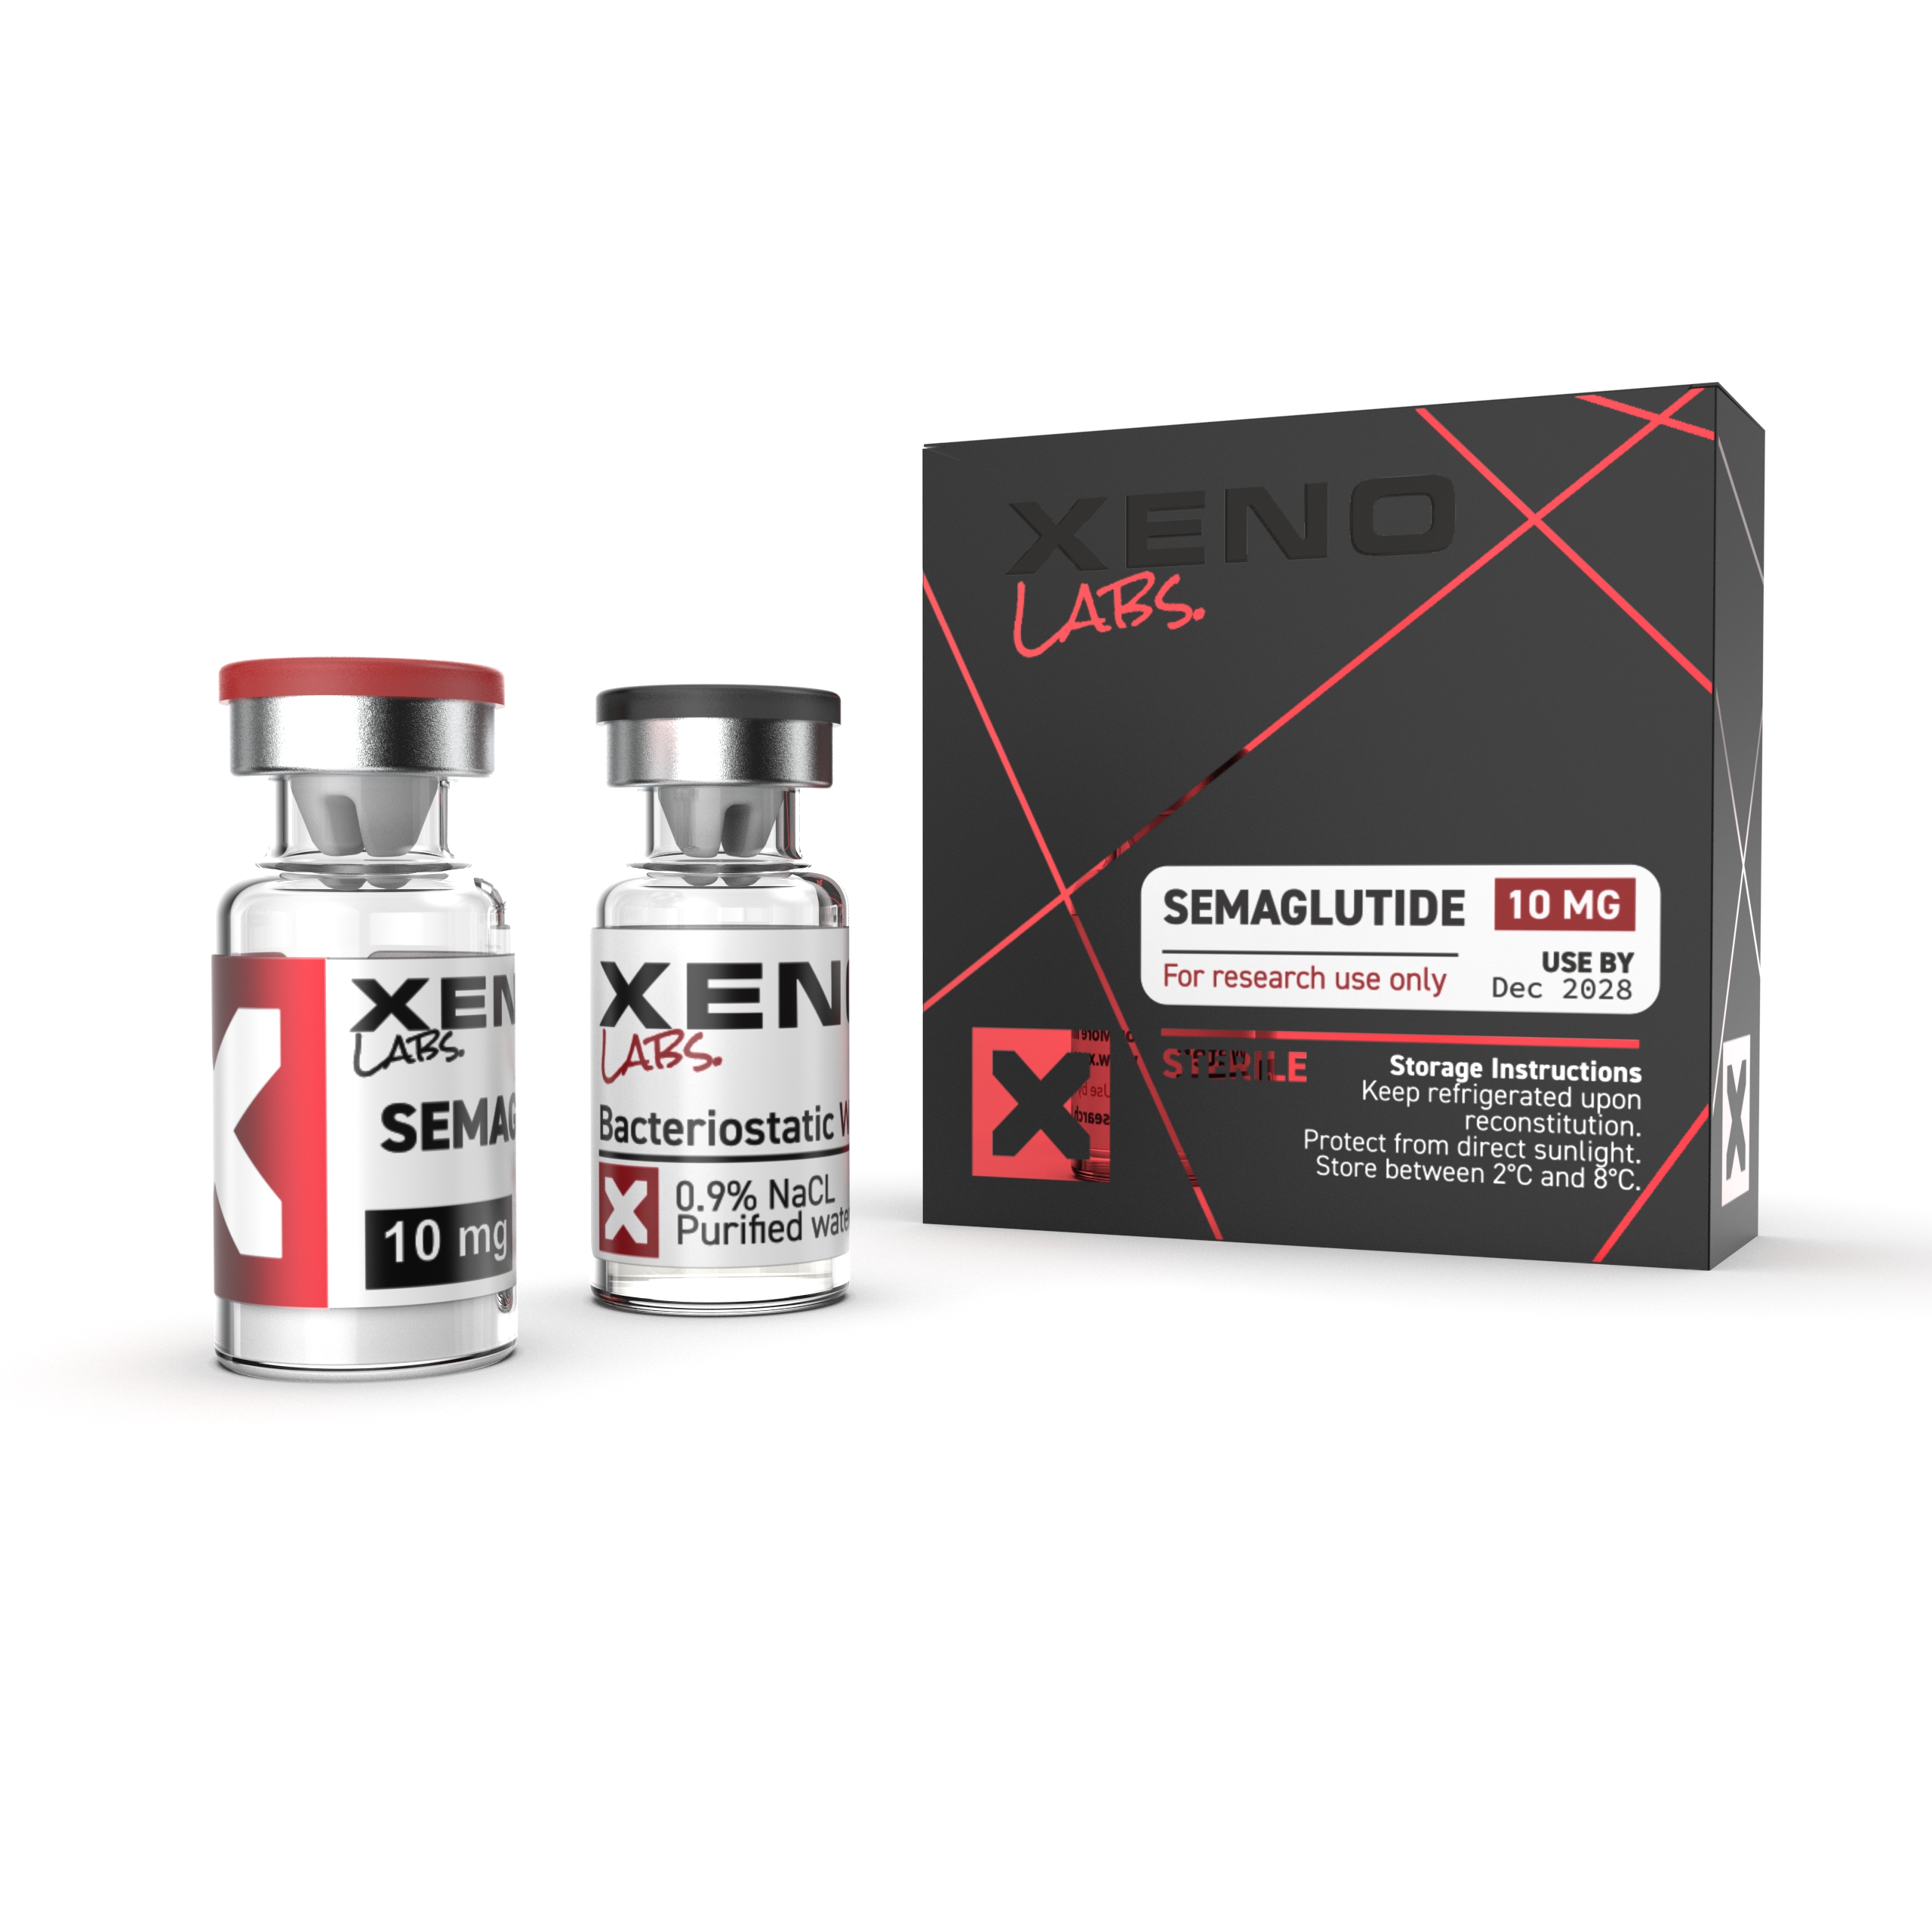 XEN
LABS.
SEMAG
10 mg
XENO
LABS.
Bacteriostatic W
0.9% NaCL
Purified wate
XENO
LABS.
SEMAGLUTIDE 10 MG
For research use only
USE BY
Dec 2028
STERILE
Storage Instructions
Keep refrigerated upon
reconstitution.
Protect from direct sunlight.
Store between 2°C and 8°C.